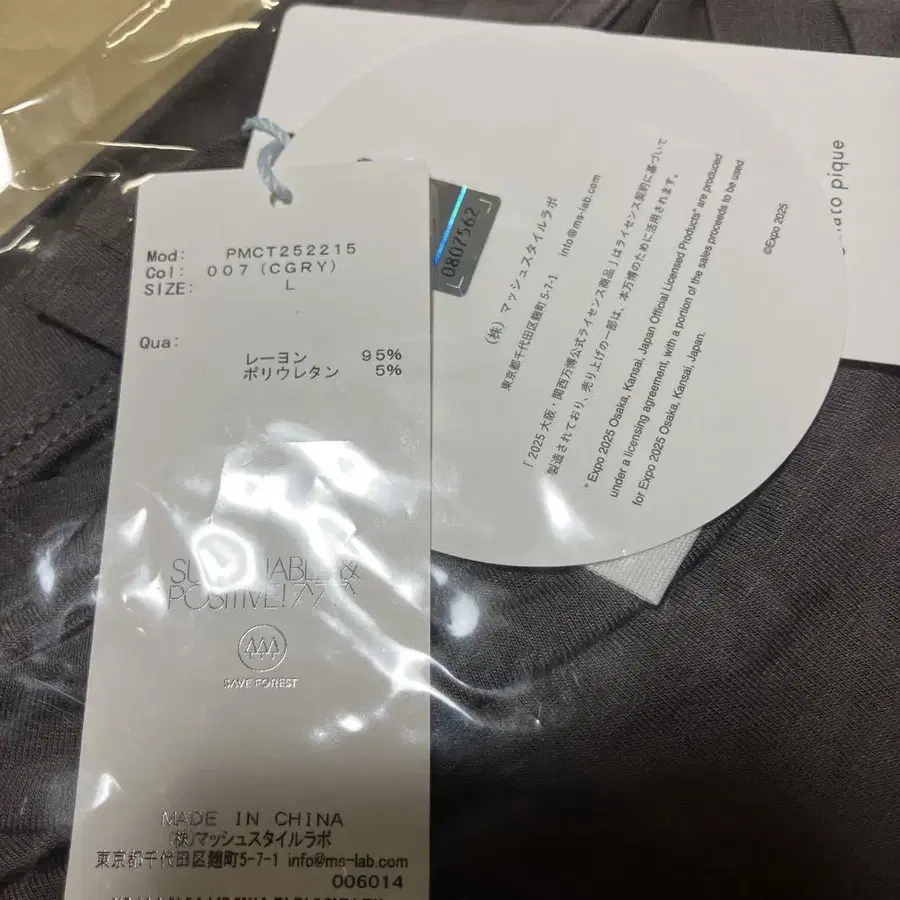 Mod: PMCT252215
Col: 007(CGRY)
SIZE: L
Qua:
レーヨン 95%
ポリウレタン 5%
POSITIVE!
SAVE FOREST
MADE IN CHINA
(株)マッシュスタイルラボ
東京都千代田区麹町5-7-1 info@ms-lab.com
006014
0807562
(株)マッシュスタイルラボ
東京都千代田区麹町 5-7-1 info@ms-lab.com
「2025 大阪・関西万博公式ライセンス商品」はライセンス契約に基づいて
製造されており、売り上げの一部は、本万博のために活用されます。
"Expo 2025 Osaka, Kansai, Japan Official Licensed Products" are produced
under a licensing agreement, with a portion of the sales proceeds to be used
for Expo 2025 Osaka, Kansai, Japan.
©Expo 2025
pique